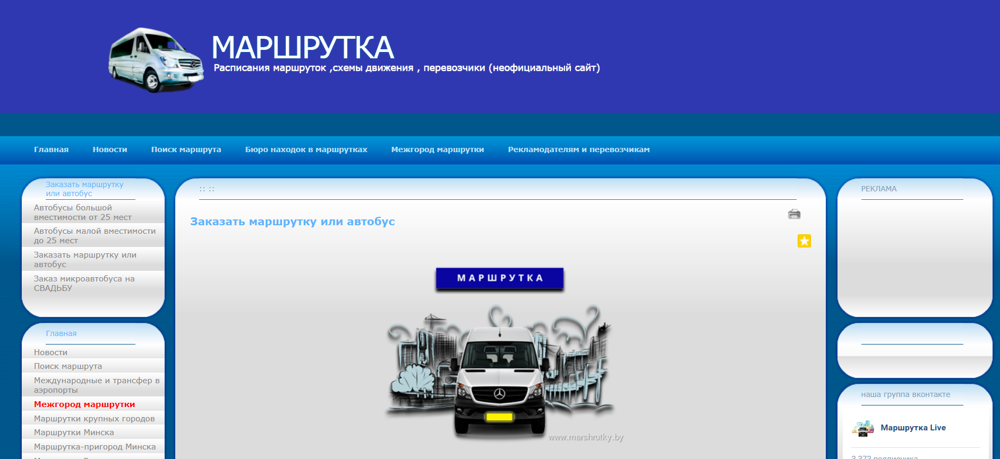 МАРШРУТКА
Расписания маршруток ,схемы движения , перевозчики (неофициальный сайт)
Главная Новости Поиск маршрута Бюро находок в маршрутках Межгород маршрутки Рекламодателям и перевозчикам
Заказать маршрутку
или автобус
Автобусы большой
вместимости от 25 мест
Автобусы малой вместимости
до 25 мест
Заказать маршрутку или
автобус
Заказ микроавтобуса на
СВАДЬБУ
Главная
Новости
Поиск маршрута
Международные и трансфер в
аэропорты
Межгород маршрутки
Маршрутки крупных городов
Маршрутки Минска
Маршрутка-пригород Минска
:: ::
Заказать маршрутку или автобус
МАРШРУТКА
www.marshrutky.by
РЕКЛАМА
наша группа вконтакте
Маршрутка Live
3 373 подписчика